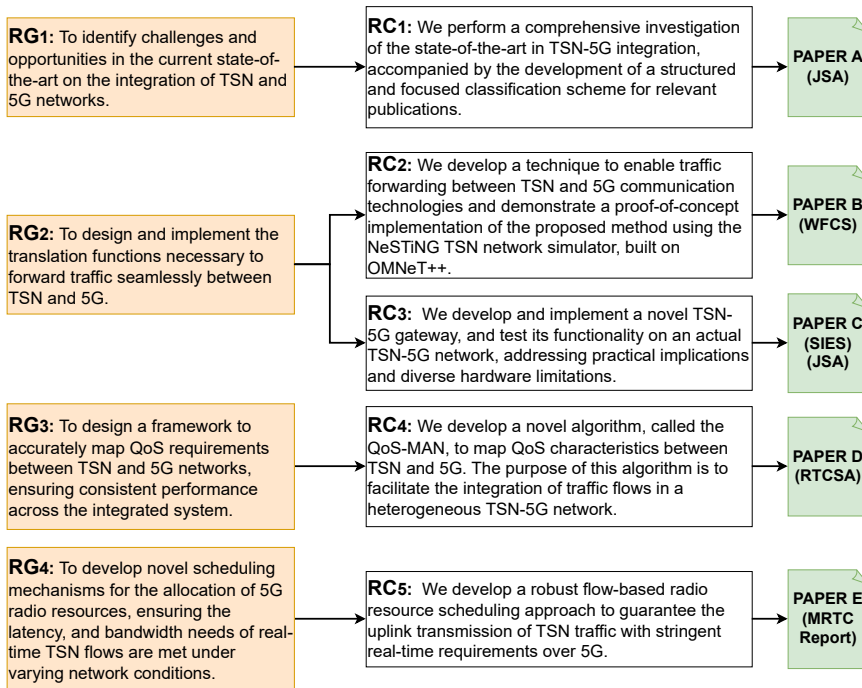 RG1: To identify challenges and
opportunities in the current state-of-
the-art on the integration of TSN and
5G networks.
RC1: We perform a comprehensive investigation
of the state-of-the-art in TSN-5G integration,
accompanied by the development of a structured
and focused classification scheme for relevant
publications.
PAPER A
(JSA)
RG2: To design and implement the
translation functions necessary to
forward traffic seamlessly between
TSN and 5G.
RC2: We develop a technique to enable traffic
forwarding between TSN and 5G communication
technologies and demonstrate a proof-of-concept
implementation of the proposed method using the
NeSTiNG TSN network simulator, built on
OMNeT++.
PAPER B
(WFCS)
RC3: We develop and implement a novel TSN-
5G gateway, and test its functionality on an actual
TSN-5G network, addressing practical implications
and diverse hardware limitations.
PAPER C
(SIES)
(JSA)
RG3: To design a framework to
accurately map QoS requirements
between TSN and 5G networks,
ensuring consistent performance
across the integrated system.
RC4: We develop a novel algorithm, called the
QoS-MAN, to map QoS characteristics between
TSN and 5G. The purpose of this algorithm is to
facilitate the integration of traffic flows in a
heterogeneous TSN-5G network.
PAPER D
(RTCSA)
RG4: To develop novel scheduling
mechanisms for the allocation of 5G
radio resources, ensuring the
latency, and bandwidth needs of real-
time TSN flows are met under
varying network conditions.
RC5: We develop a robust flow-based radio
resource scheduling approach to guarantee the
uplink transmission of TSN traffic with stringent
real-time requirements over 5G.
PAPER E
(MRTC
Report)